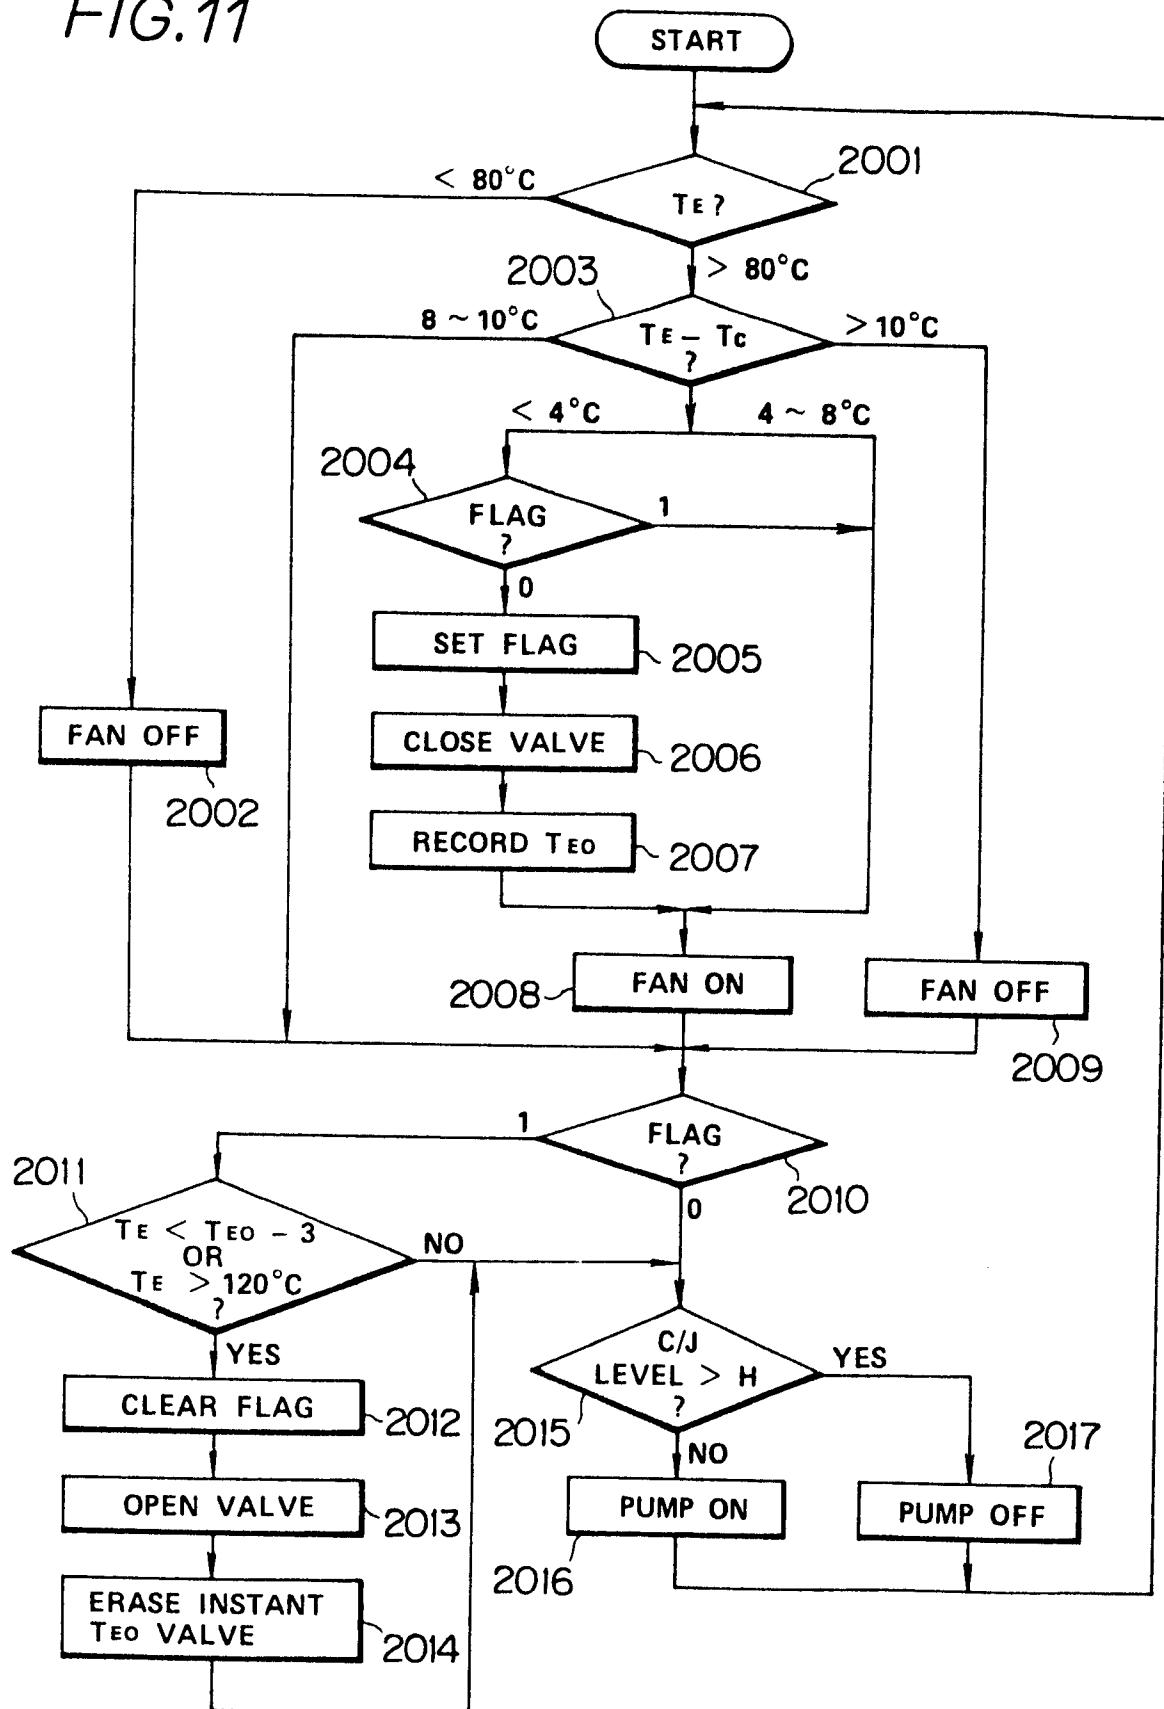 FIG.11
START
2001
< 80°C
TE ?
> 80°C
2003
8 ~ 10°C
TE – TC
?
> 10°C
< 4°C
4 ~ 8°C
2004
FLAG
?
1
0
SET FLAG
2005
FAN OFF
2002
CLOSE VALVE
2006
RECORD TEO
2007
FAN ON
2008
FAN OFF
2009
1
FLAG
?
2010
0
2011
TE < TEO – 3
OR
TE > 120°C
?
NO
YES
C/J
LEVEL > H
?
YES
2015
NO
CLEAR FLAG
2012
2017
OPEN VALVE
2013
PUMP ON
2016
PUMP OFF
ERASE INSTANT
TEO VALVE
2014